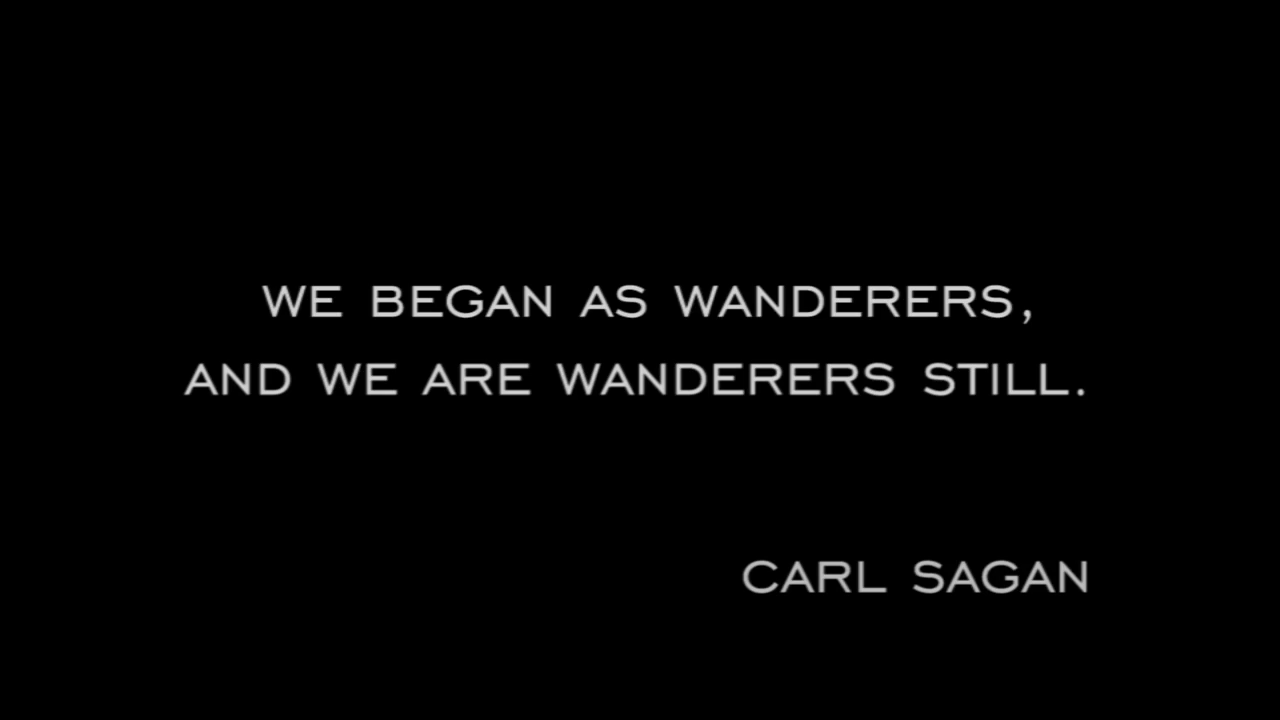 WE BEGAN AS WANDERERS,
AND WE ARE WANDERERS STILL.
CARL SAGAN